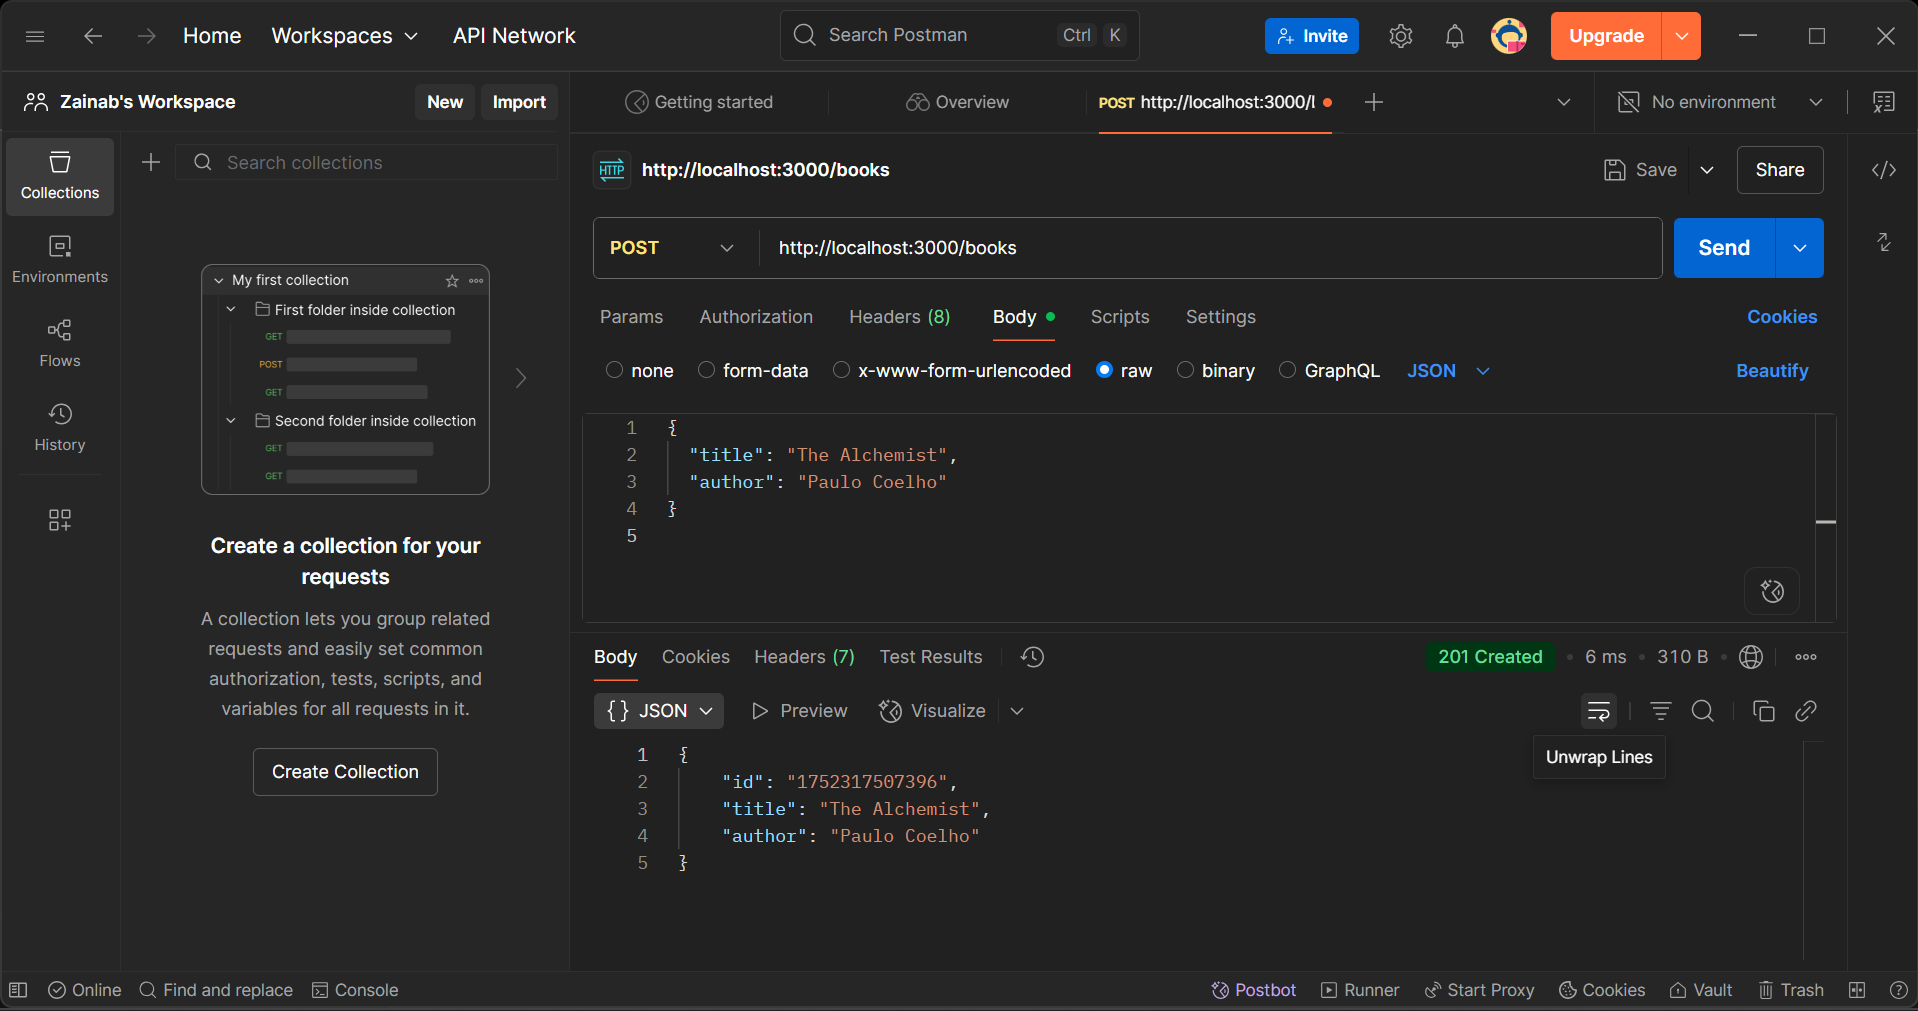 Home Workspaces API Network Search Postman Ctrl K Invite Upgrade
Zainab's Workspace New Import
Getting started Overview POST http://localhost:3000/l No environment
Collections
Search collections
Environments
Flows
History
My first collection
First folder inside collection
GET
POST
GET
Second folder inside collection
GET
GET
Create a collection for your
requests
A collection lets you group related
requests and easily set common
authorization, tests, scripts, and
variables for all requests in it.
Create Collection
HTTP http://localhost:3000/books Save Share
POST http://localhost:3000/books Send
Params Authorization Headers (8) Body Scripts Settings Cookies
none form-data x-www-form-urlencoded raw binary GraphQL JSON Beautify
1 {
2 "title": "The Alchemist",
3 "author": "Paulo Coelho"
4 }
5
Body Cookies Headers (7) Test Results 201 Created • 6 ms • 310 B •
{} JSON Preview Visualize
Unwrap Lines
1 {
2 "id": "1752317507396",
3 "title": "The Alchemist",
4 "author": "Paulo Coelho"
5 }
Online Find and replace Console Postbot Runner Start Proxy Cookies Vault Trash